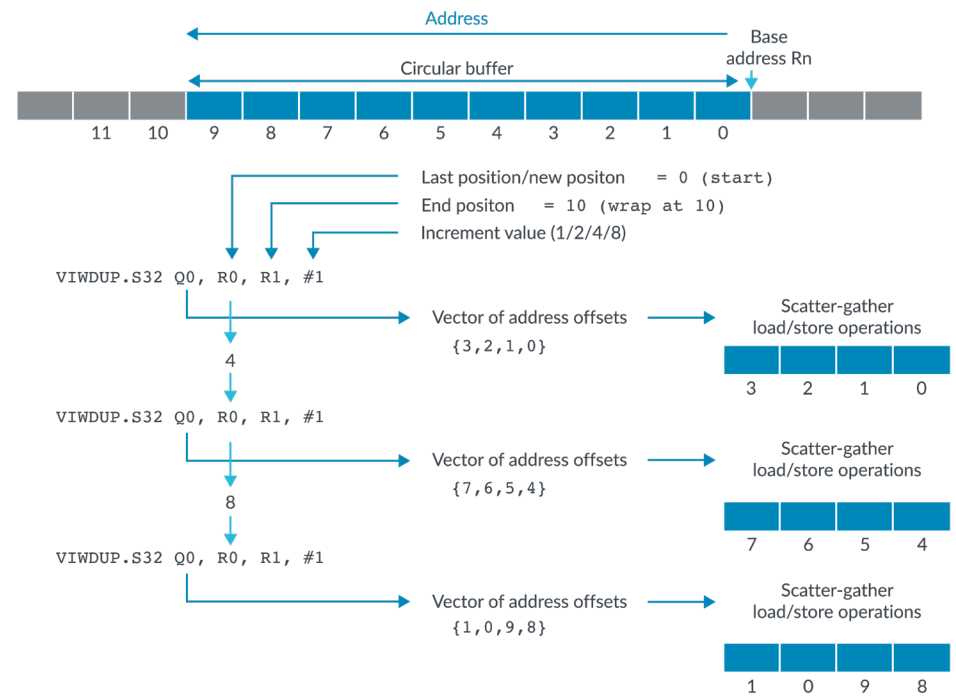 Address
Base
address Rn
Circular buffer
11 10 9 8 7 6 5 4 3 2 1 0
Last position/new positon = 0 (start)
End positon = 10 (wrap at 10)
Increment value (1/2/4/8)
VIWDUP.S32 Q0, R0, R1, #1
Vector of address offsets
{3,2,1,0}
Scatter-gather
load/store operations
3 2 1 0
4
VIWDUP.S32 Q0, R0, R1, #1
Vector of address offsets
{7,6,5,4}
Scatter-gather
load/store operations
7 6 5 4
8
VIWDUP.S32 Q0, R0, R1, #1
Vector of address offsets
{1,0,9,8}
Scatter-gather
load/store operations
1 0 9 8